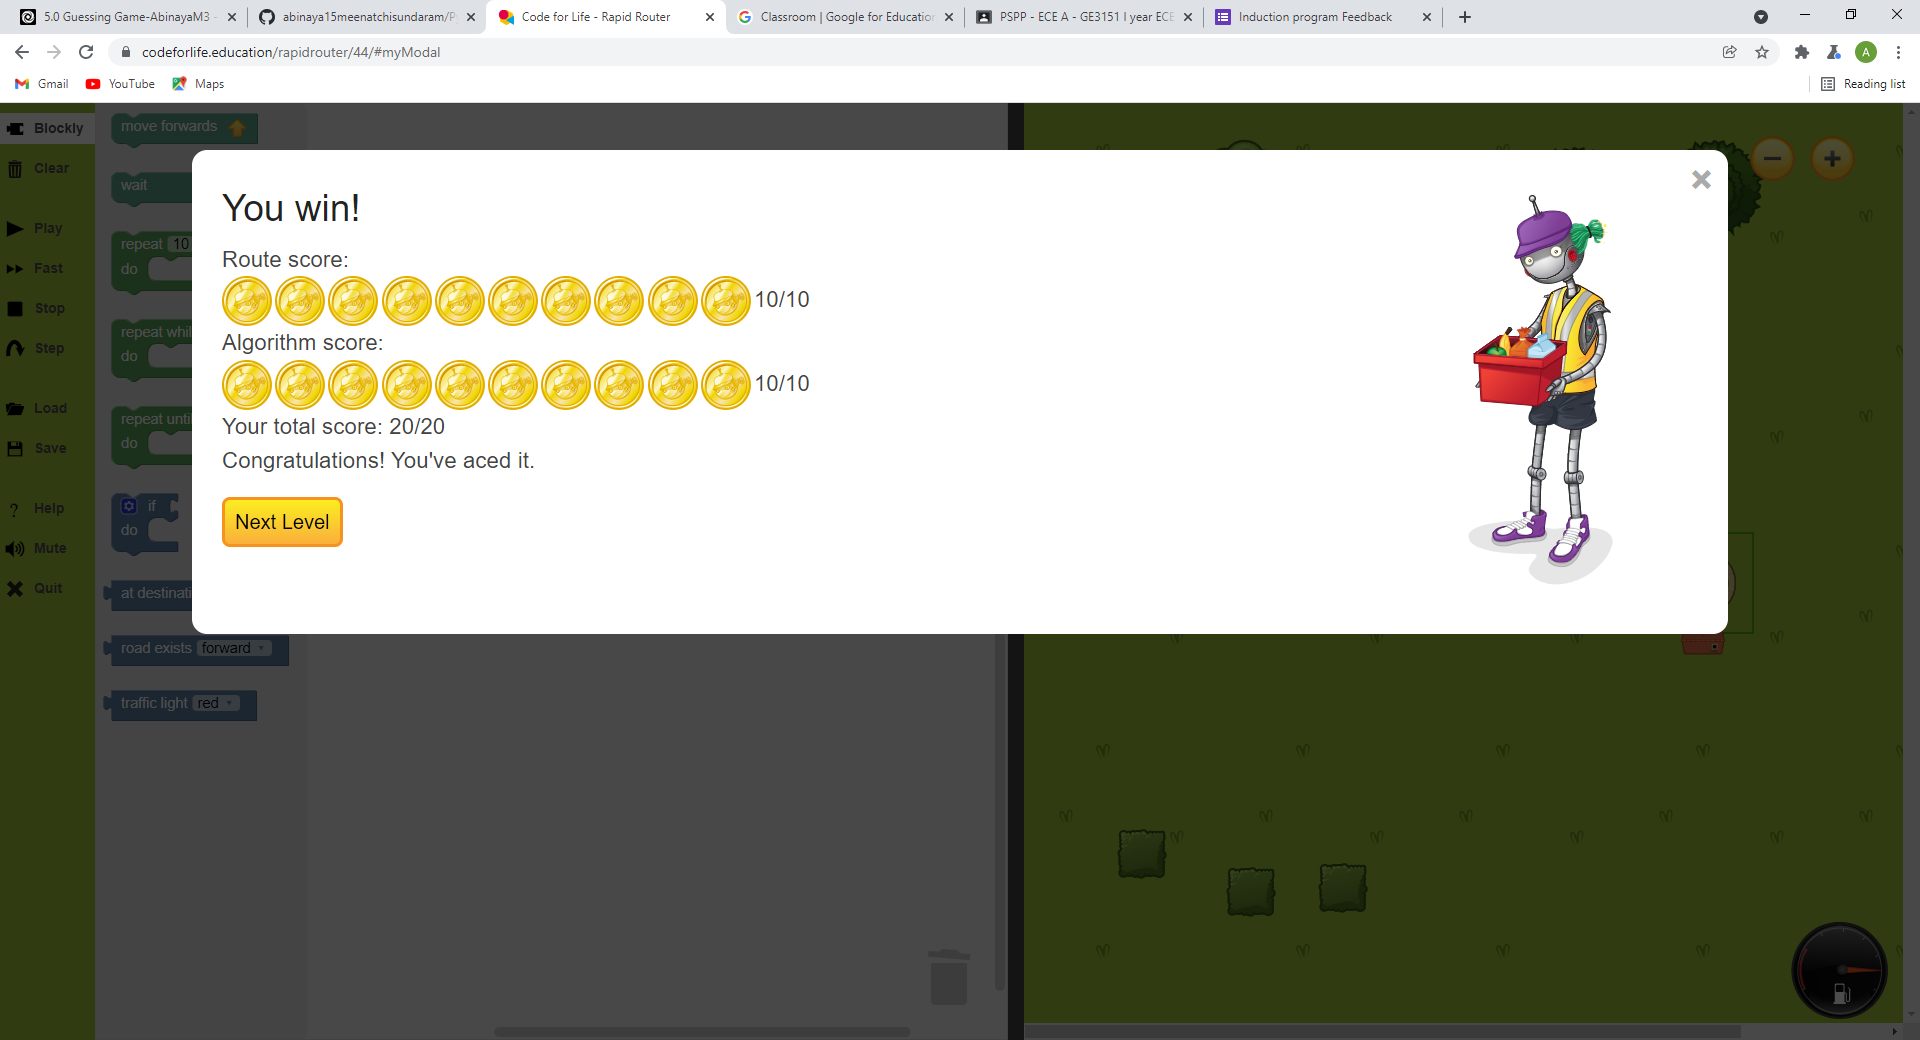 5.0 Guessing Game-AbinayaM3 -
abinaya15meenatchisundaram/P
Code for Life - Rapid Router
Classroom | Google for Education
PSPP - ECE A - GE3151 I year ECE
Induction program Feedback
codeforlife.education/rapidrouter/44/#myModal
A
Gmail
YouTube
Maps
Reading list
Blockly
Clear
Play
Fast
Stop
Step
Load
Save
Help
Mute
Quit
move forwards
wait
repeat 10
do
repeat whil
do
repeat until
do
if
do
at destinati
road exists forward
traffic light red
You win!
Route score:
10/10
Algorithm score:
10/10
Your total score: 20/20
Congratulations! You've aced it.
Next Level